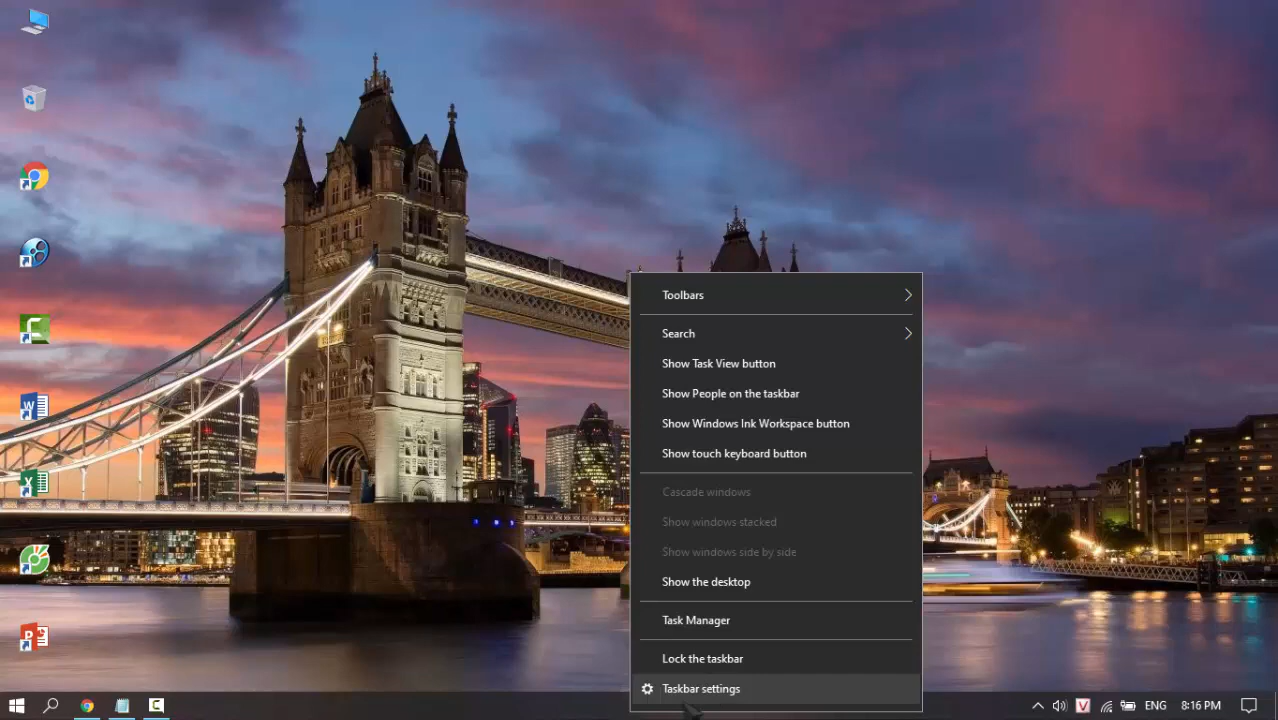 Toolbars
Search
Show Task View button
Show People on the taskbar
Show Windows Ink Workspace button
Show touch keyboard button
Cascade windows
Show windows stacked
Show windows side by side
Show the desktop
Task Manager
Lock the taskbar
Taskbar settings
ENG 8:16 PM